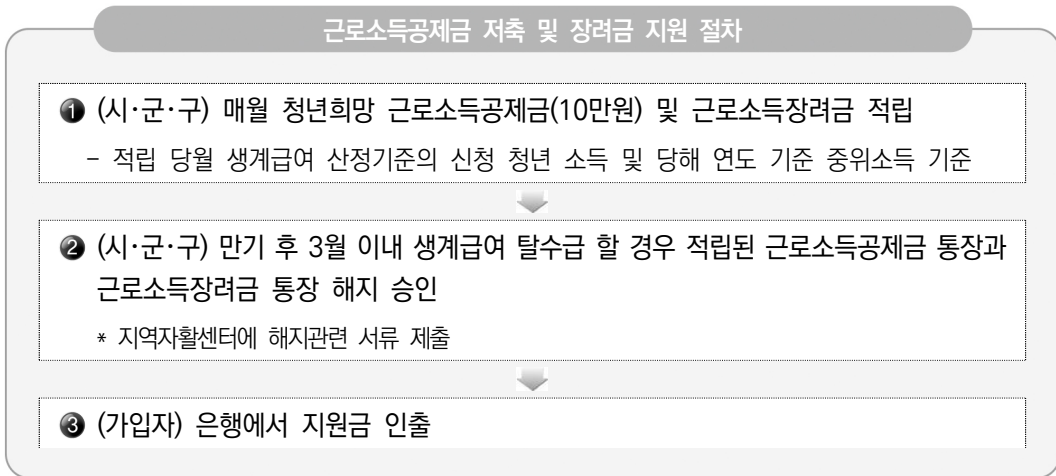 근로소득공제금 저축 및 장려금 지원 절차
❶ (시·군·구) 매월 청년희망 근로소득공제금(10만원) 및 근로소득장려금 적립
- 적립 당월 생계급여 산정기준의 신청 청년 소득 및 당해 연도 기준 중위소득 기준
❷ (시·군·구) 만기 후 3월 이내 생계급여 탈수급 할 경우 적립된 근로소득공제금 통장과
근로소득장려금 통장 해지 승인
* 지역자활센터에 해지관련 서류 제출
❸ (가입자) 은행에서 지원금 인출